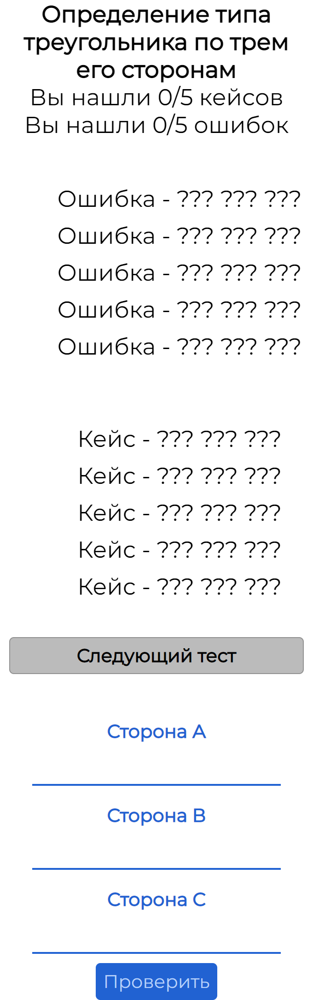 Определение типа
треугольника по трем
его сторонам
Вы нашли 0/5 кейсов
Вы нашли 0/5 ошибок
Ошибка - ??? ??? ???
Ошибка - ??? ??? ???
Ошибка - ??? ??? ???
Ошибка - ??? ??? ???
Ошибка - ??? ??? ???
Кейс - ??? ??? ???
Кейс - ??? ??? ???
Кейс - ??? ??? ???
Кейс - ??? ??? ???
Кейс - ??? ??? ???
Следующий тест
Сторона A
Сторона B
Сторона C
Проверить